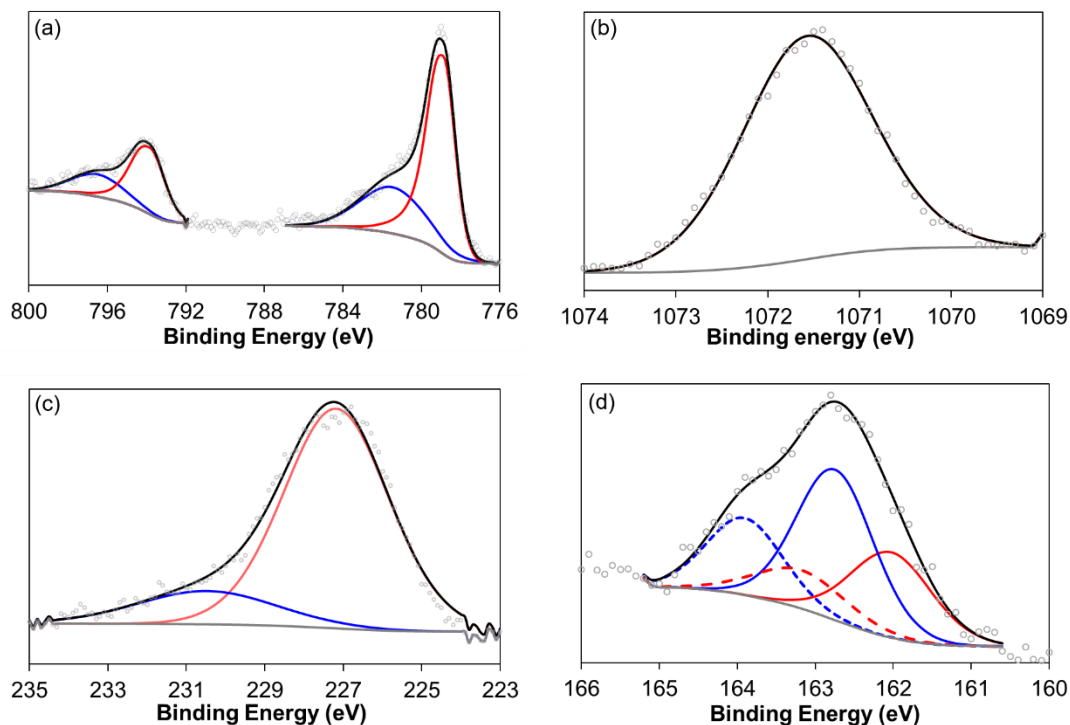 (a)
800 796 792 788 784 780 776
Binding Energy (eV)
(b)
1074 1073 1072 1071 1070 1069
Binding energy (eV)
(c)
235 233 231 229 227 225 223
Binding Energy (eV)
(d)
166 165 164 163 162 161 160
Binding Energy (eV)